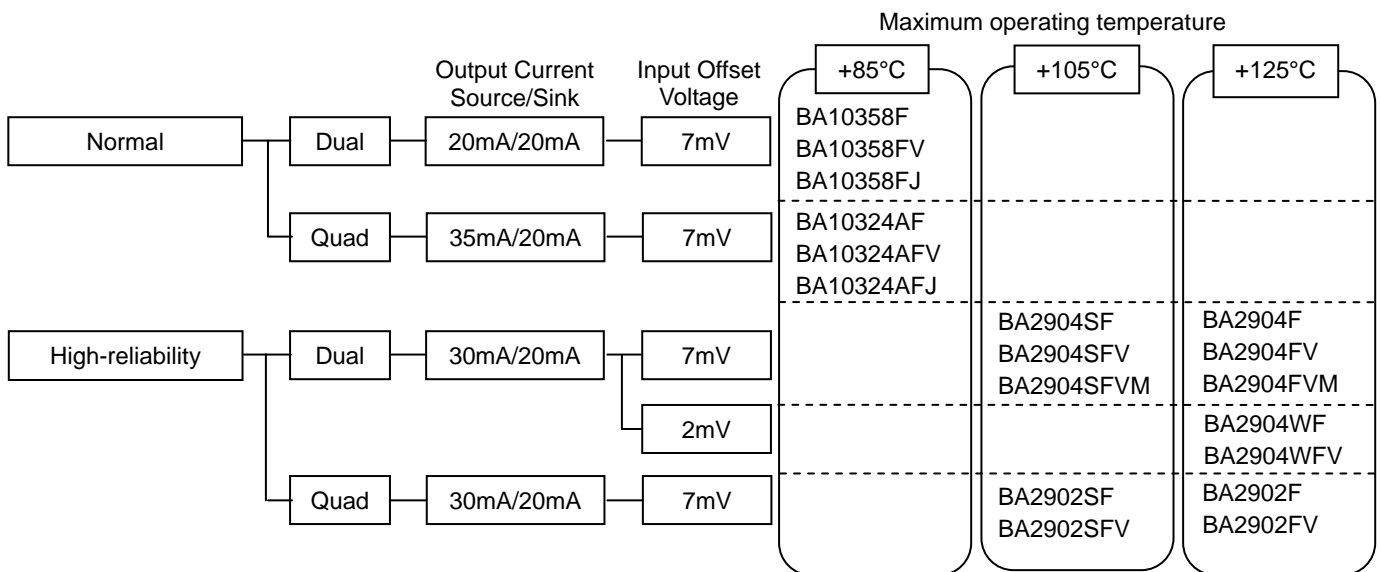 Maximum operating temperature
Output Current
Source/Sink
Input Offset
Voltage
+85°C
+105°C
+125°C
Normal
Dual
20mA/20mA
7mV
BA10358F
BA10358FV
BA10358FJ
Quad
35mA/20mA
7mV
BA10324AF
BA10324AFV
BA10324AFJ
High-reliability
Dual
30mA/20mA
7mV
BA2904SF
BA2904SFV
BA2904SFVM
BA2904F
BA2904FV
BA2904FVM
2mV
BA2904WF
BA2904WFV
Quad
30mA/20mA
7mV
BA2902SF
BA2902SFV
BA2902F
BA2902FV